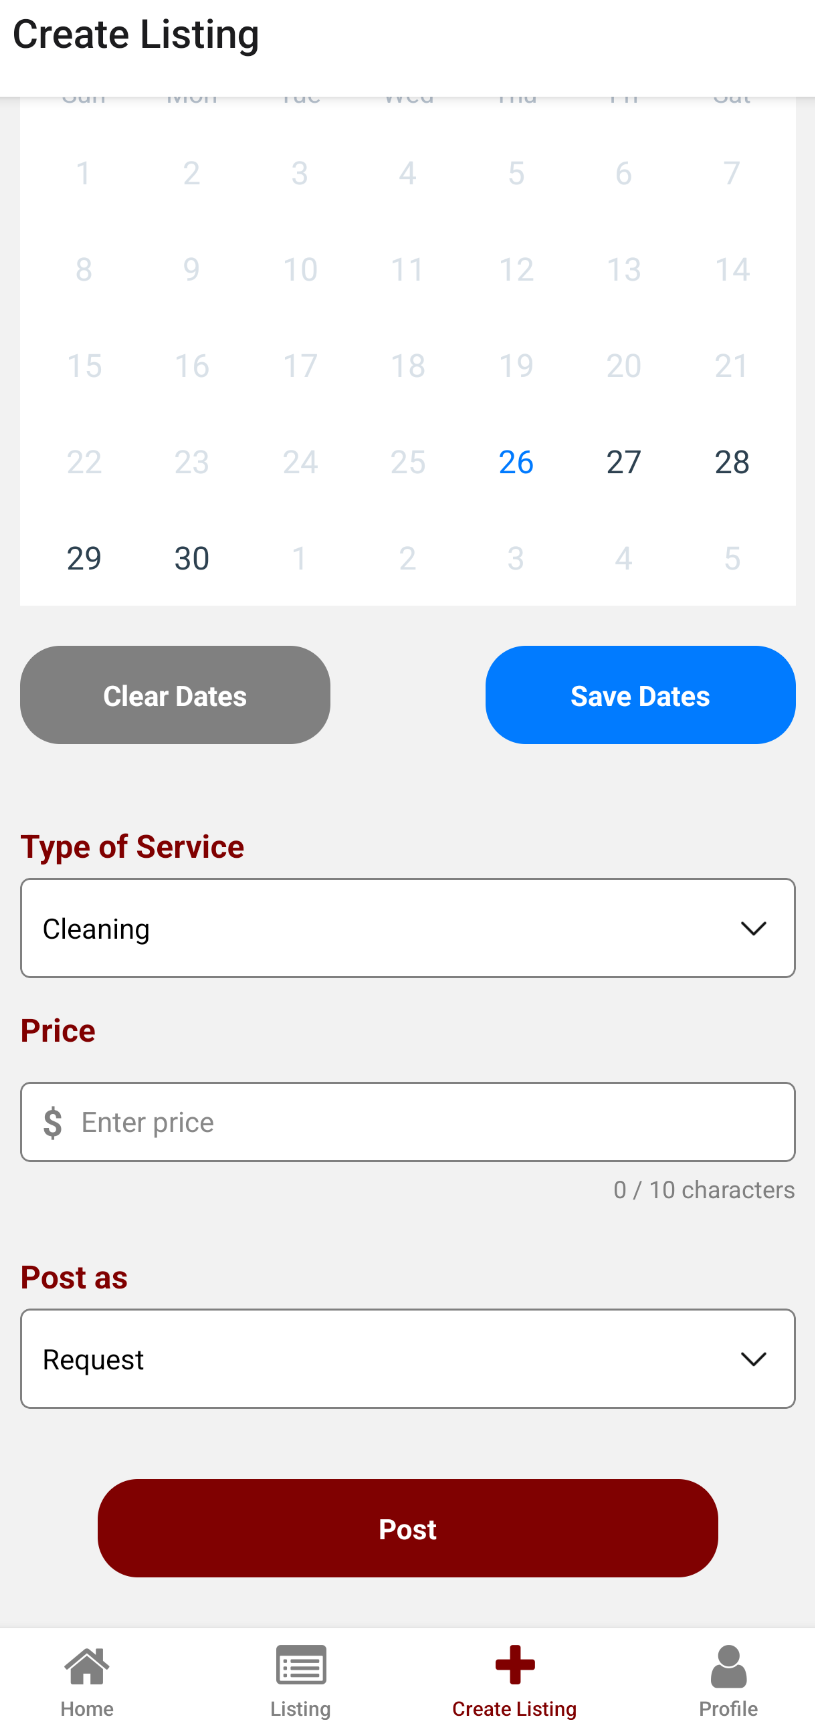 Create Listing
Sun Mon Tue Wed Thu Fri Sat
1 2 3 4 5 6 7
8 9 10 11 12 13 14
15 16 17 18 19 20 21
22 23 24 25 26 27 28
29 30 1 2 3 4 5
Clear Dates Save Dates
Type of Service
Cleaning
Price
$ Enter price
0 / 10 characters
Post as
Request
Post
Home Listing Create Listing Profile